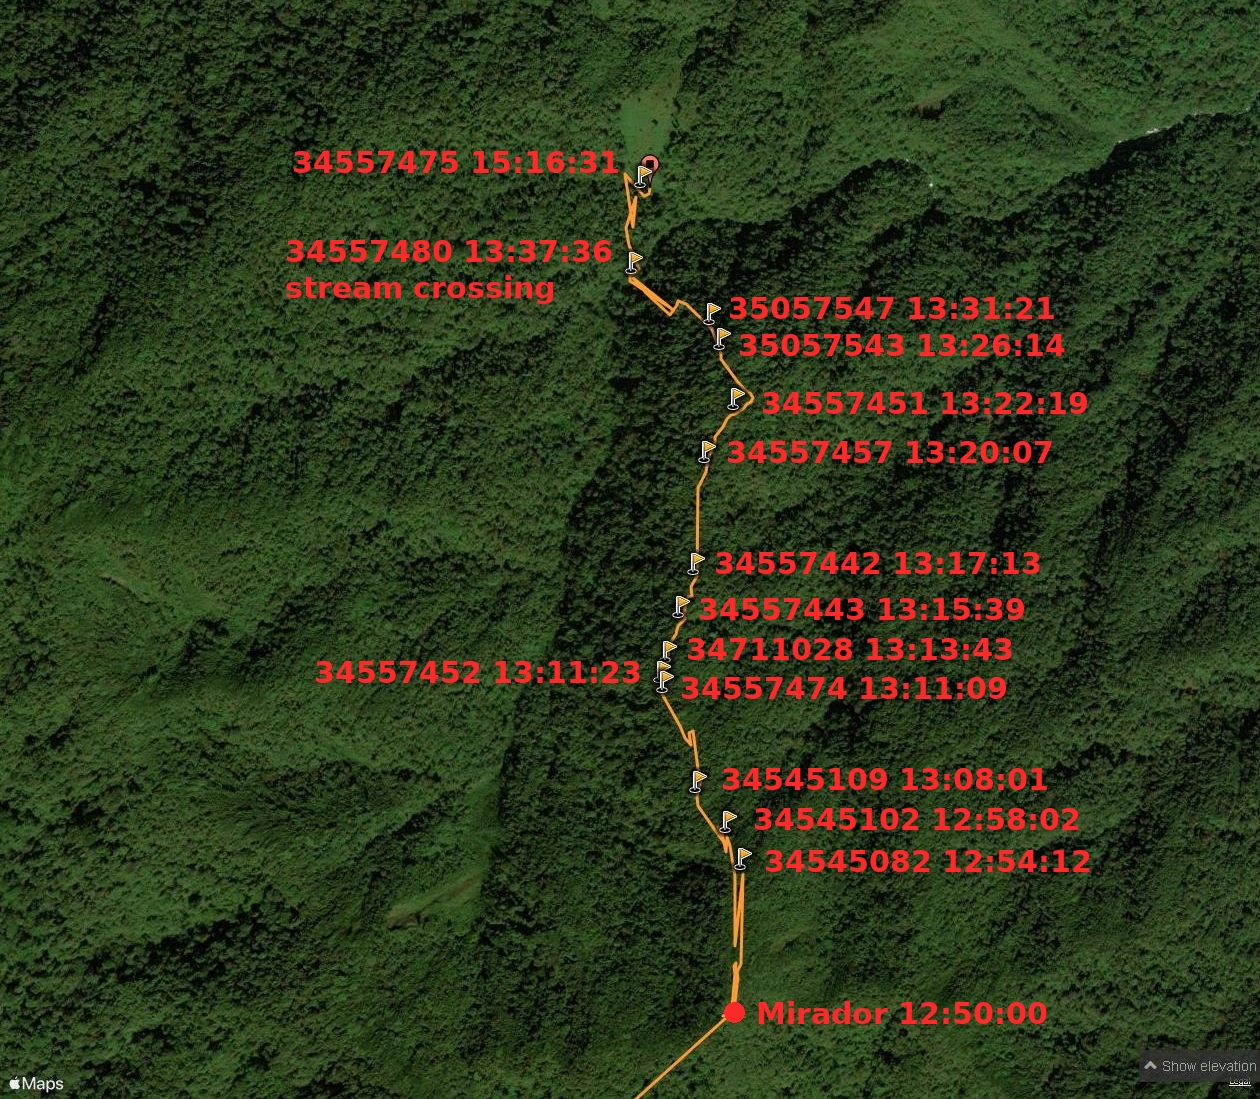 34557475 15:16:31
34557480 13:37:36
stream crossing
35057547 13:31:21
35057543 13:26:14
34557451 13:22:19
34557457 13:20:07
34557442 13:17:13
34557443 13:15:39
34711028 13:13:43
34557452 13:11:23
34557474 13:11:09
34545109 13:08:01
34545102 12:58:02
34545082 12:54:12
Mirador 12:50:00
Show elevation
Maps
Legal